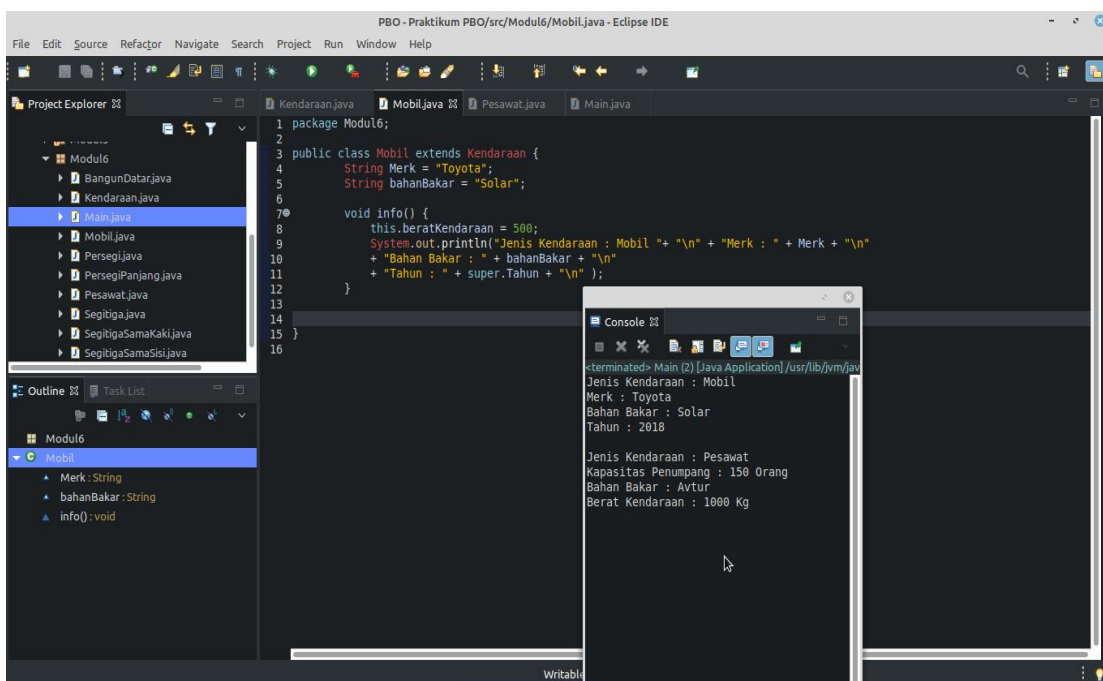 PBO - Praktikum PBO/src/Modul6/Mobil.java - Eclipse IDE
File Edit Source Refactor Navigate Search Project Run Window Help
Project Explorer
Modul6
BangunDatar.java
Kendaraan.java
Main.java
Mobil.java
Persegi.java
PersegiPanjang.java
Pesawat.java
Segitiga.java
SegitigaSamaKaki.java
SegitigaSamaSisi.java
Outline Task List
Modul6
Mobil
Merk : String
bahanBakar : String
info() : void
Kendaraan.java Mobil.java Pesawat.java Main.java
1 package Modul6;
2
3 public class Mobil extends Kendaraan {
4 String Merk = "Toyota";
5 String bahanBakar = "Solar";
6
7 void info() {
8 this.beratKendaraan = 500;
9 System.out.println("Jenis Kendaraan : Mobil "+ "\n" + "Merk : " + Merk + "\n"
10 + "Bahan Bakar : " + bahanBakar + "\n"
11 + "Tahun : " + super.Tahun + "\n" );
12 }
13
14
15 }
16
Console
<terminated> Main (2) [Java Application] /usr/lib/jvm/jav
Jenis Kendaraan : Mobil
Merk : Toyota
Bahan Bakar : Solar
Tahun : 2018
Jenis Kendaraan : Pesawat
Kapasitas Penumpang : 150 Orang
Bahan Bakar : Avtur
Berat Kendaraan : 1000 Kg
Writable